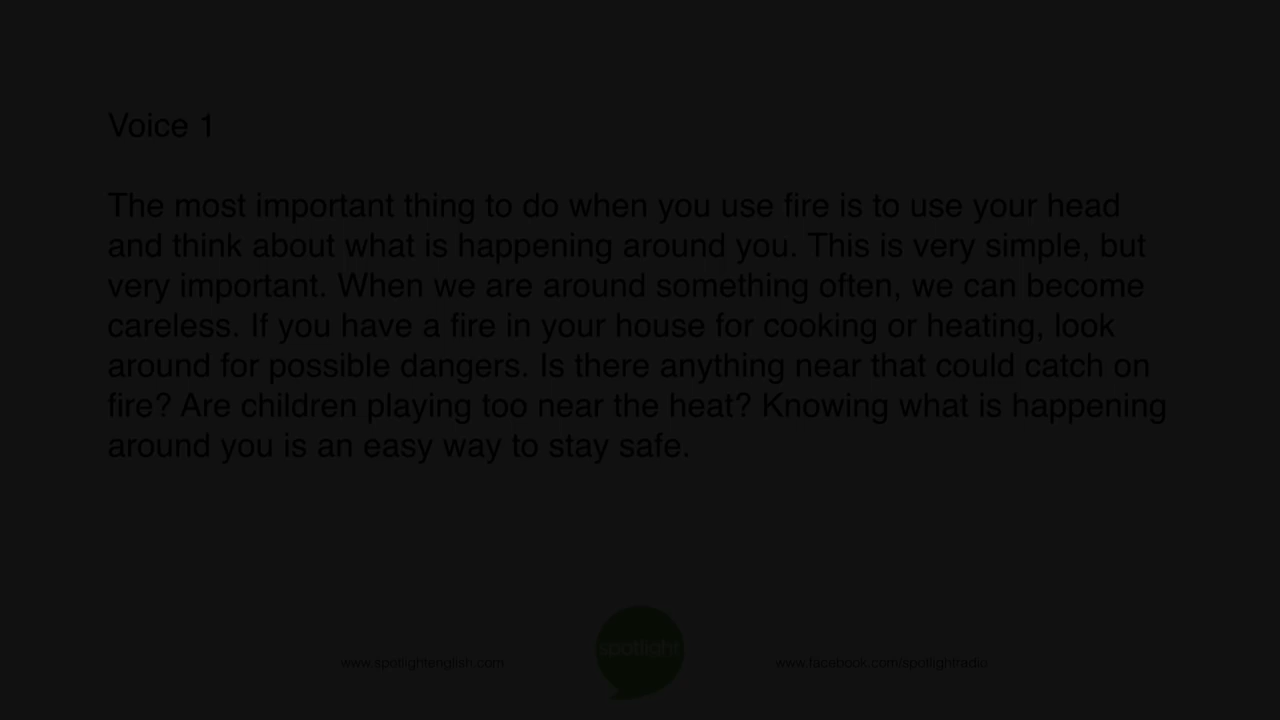 Voice 1
The most important thing to do when you use fire is to use your head
and think about what is happening around you. This is very simple, but
very important. When we are around something often, we can become
careless. If you have a fire in your house for cooking or heating, look
around for possible dangers. Is there anything near that could catch on
fire? Are children playing too near the heat? Knowing what is happening
around you is an easy way to stay safe.
spotlight
www.spotlightenglish.com
www.facebook.com/spotlightradio